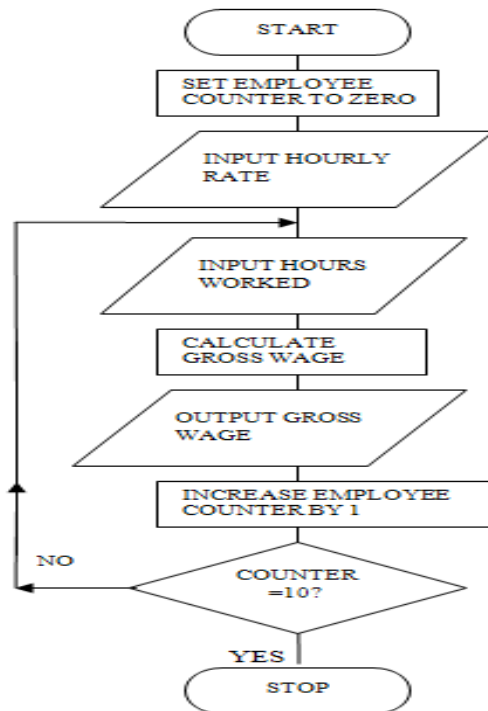 START
SET EMPLOYEE
COUNTER TO ZERO
INPUT HOURLY
RATE
INPUT HOURS
WORKED
CALCULATE
GROSS WAGE
OUTPUT GROSS
WAGE
INCREASE EMPLOYEE
COUNTER BY 1
NO
COUNTER
=10?
YES
STOP